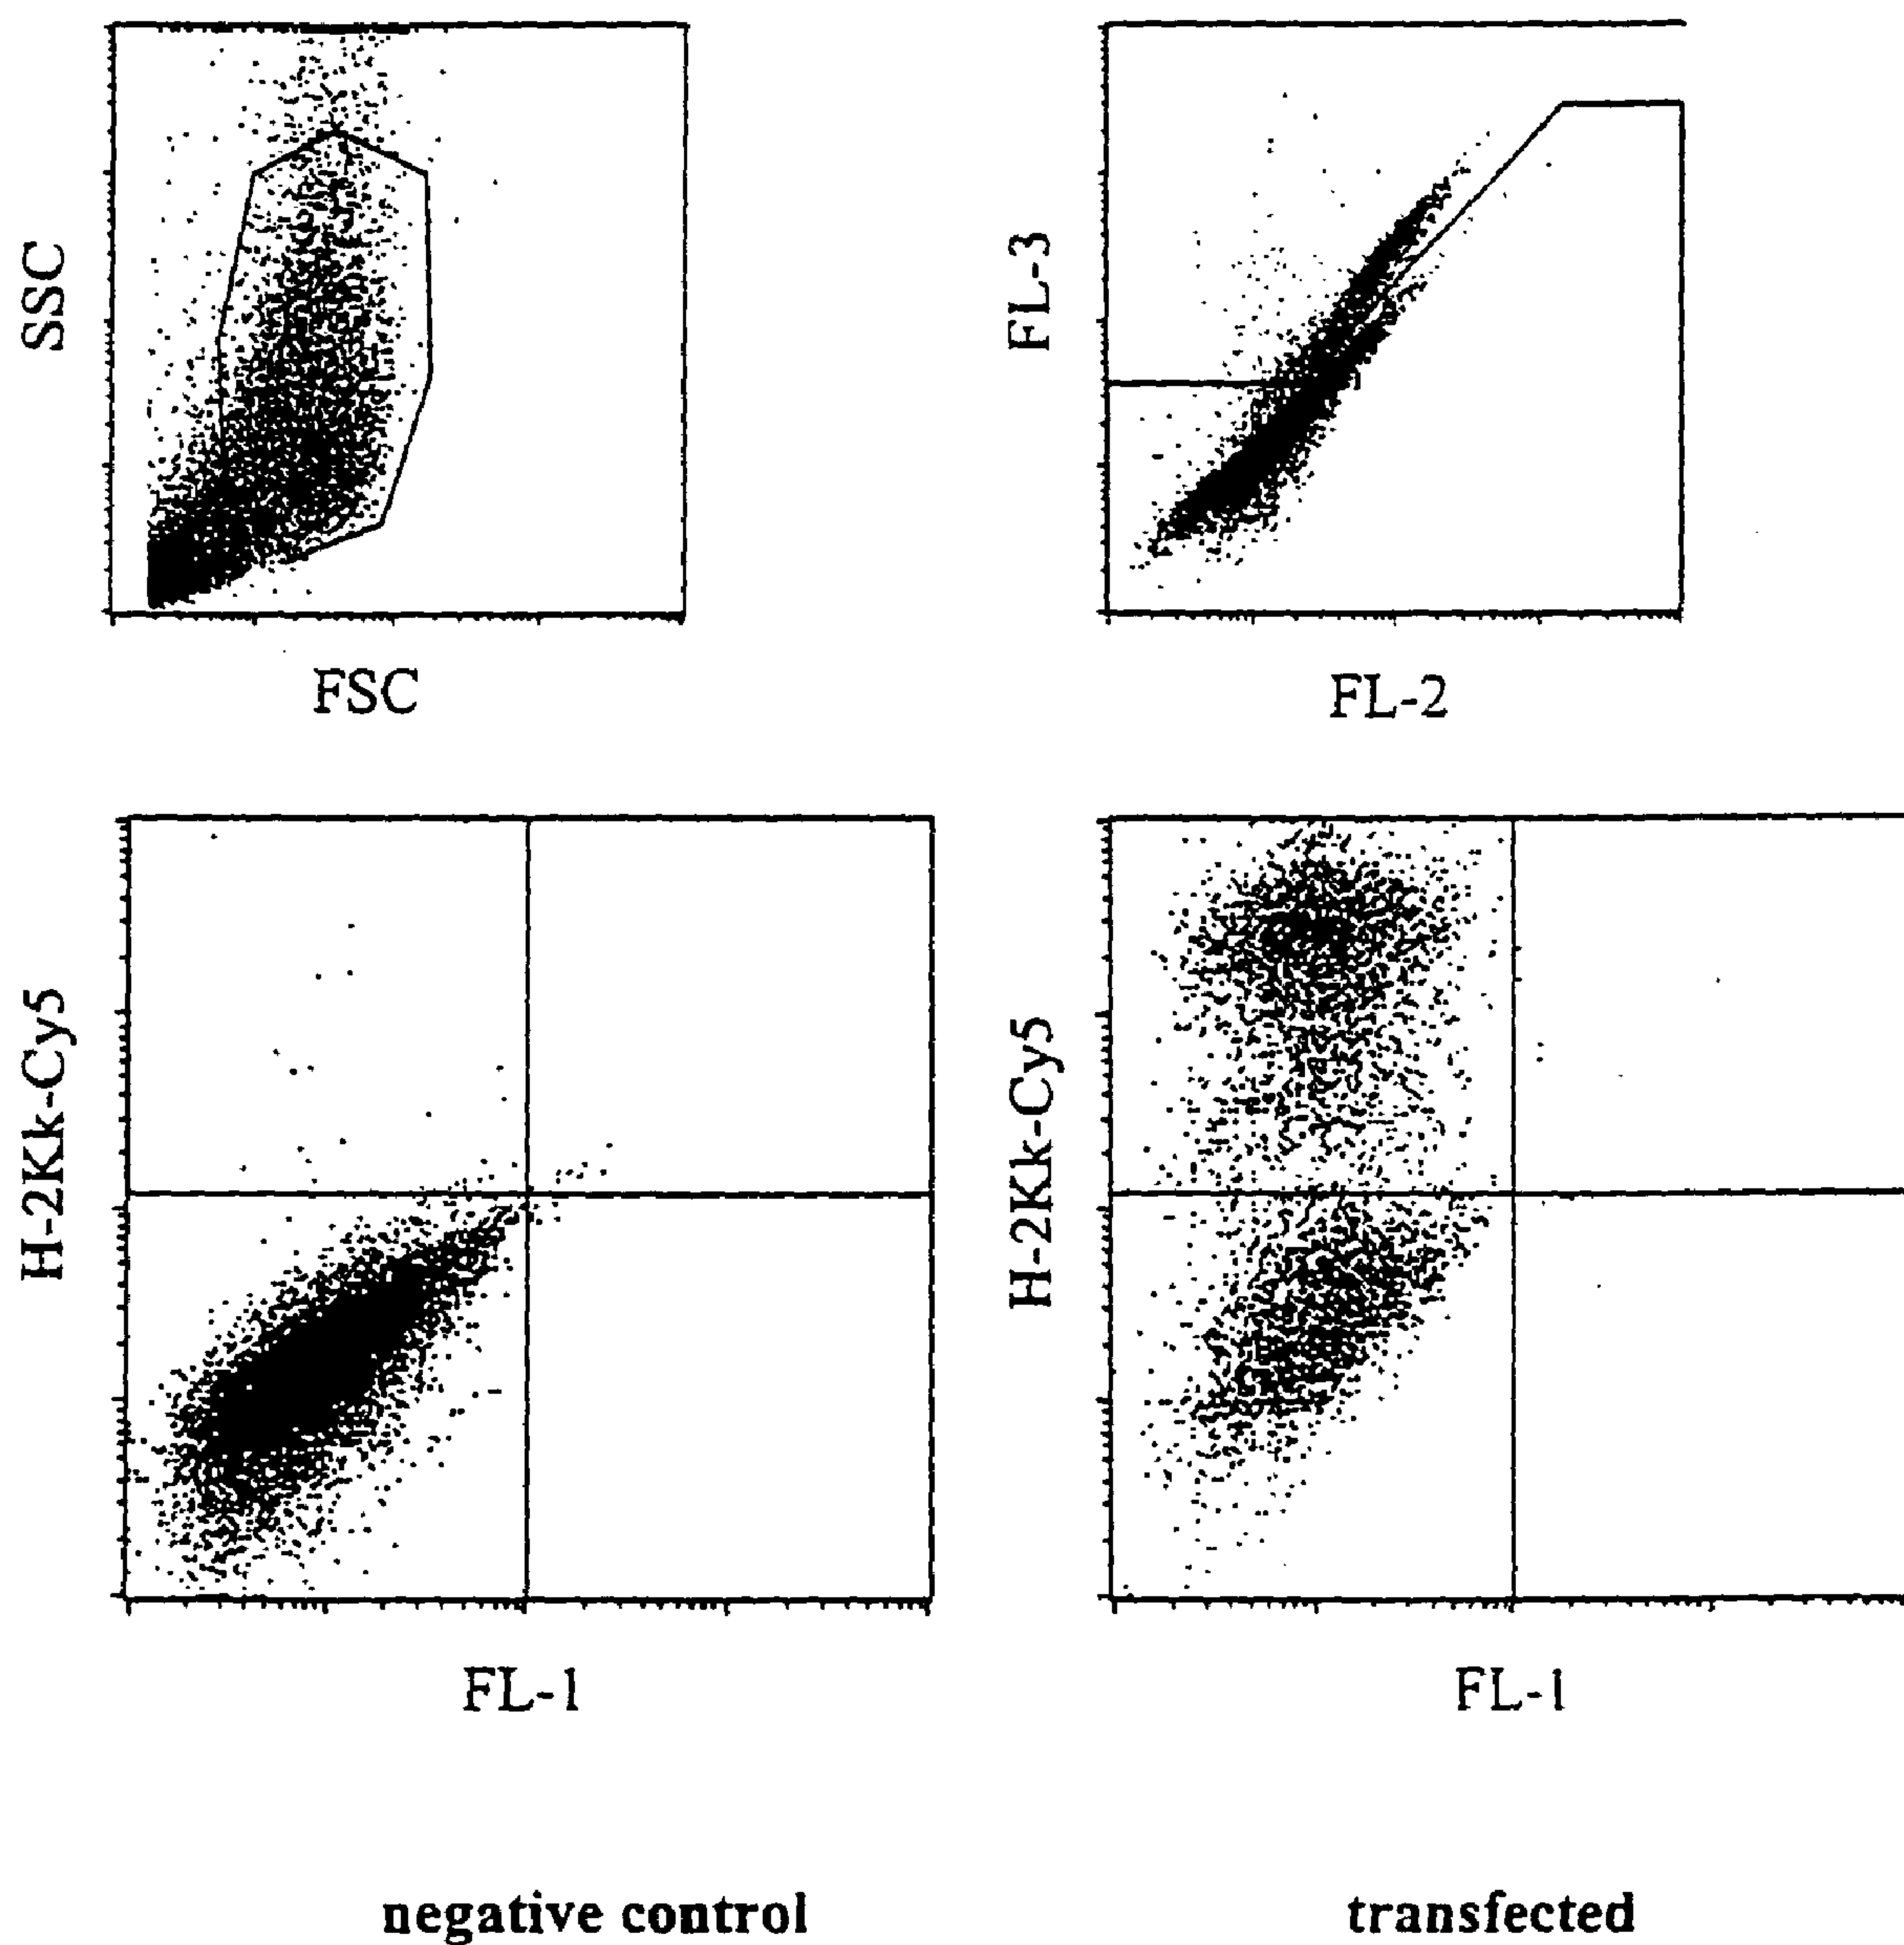 SSC
FSC
FL-3
FL-2
H-2Kk-Cy5
FL-1
H-2Kk-Cy5
FL-1
negative control
transfected